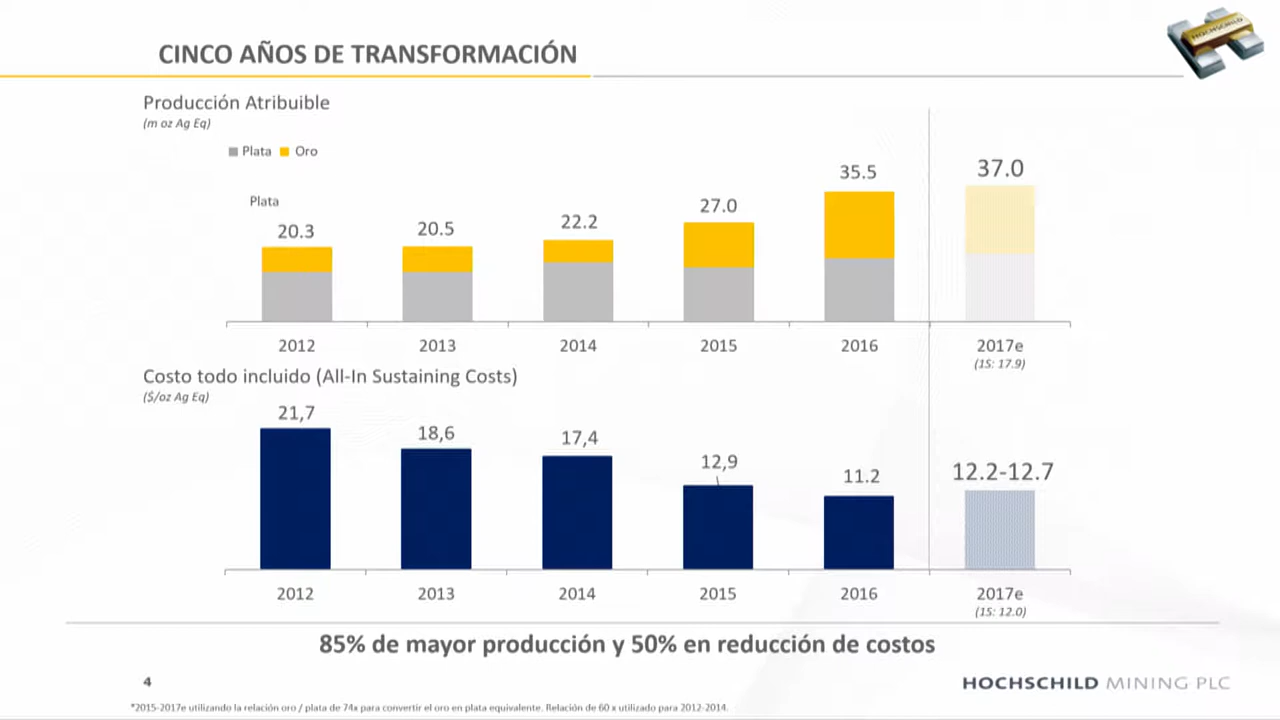 CINCO AÑOS DE TRANSFORMACIÓN
HOCHSCHILD
Producción Atribuible
(m oz Ag Eq)
Plata Oro
Plata
20.3 20.5 22.2 27.0 35.5 37.0
2012 2013 2014 2015 2016 2017e
(1S: 17.9)
Costo todo incluido (All-In Sustaining Costs)
($/oz Ag Eq)
21,7 18,6 17,4 12,9 11.2 12.2-12.7
2012 2013 2014 2015 2016 2017e
(1S: 12.0)
85% de mayor producción y 50% en reducción de costos
4
HOCHSCHILD MINING PLC
*2015-2017e utilizando la relación oro / plata de 74x para convertir el oro en plata equivalente. Relación de 60 x utilizado para 2012-2014.